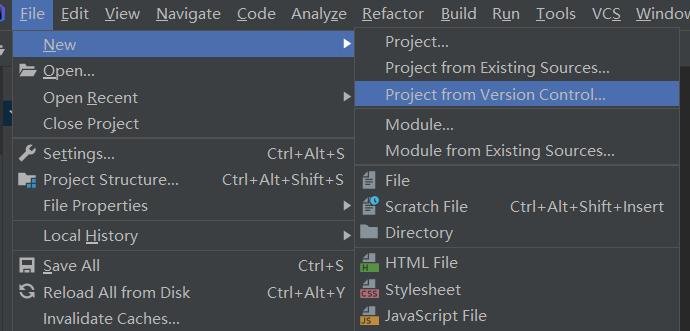 File Edit View Navigate Code Analyze Refactor Build Run Tools VCS Window
New
Open...
Open Recent
Close Project
Settings... Ctrl+Alt+S
Project Structure... Ctrl+Alt+Shift+S
File Properties
Local History
Save All Ctrl+S
Reload All from Disk Ctrl+Alt+Y
Invalidate Caches...
Project...
Project from Existing Sources...
Project from Version Control...
Module...
Module from Existing Sources...
File
Scratch File Ctrl+Alt+Shift+Insert
Directory
H HTML File
CSS Stylesheet
JS JavaScript File